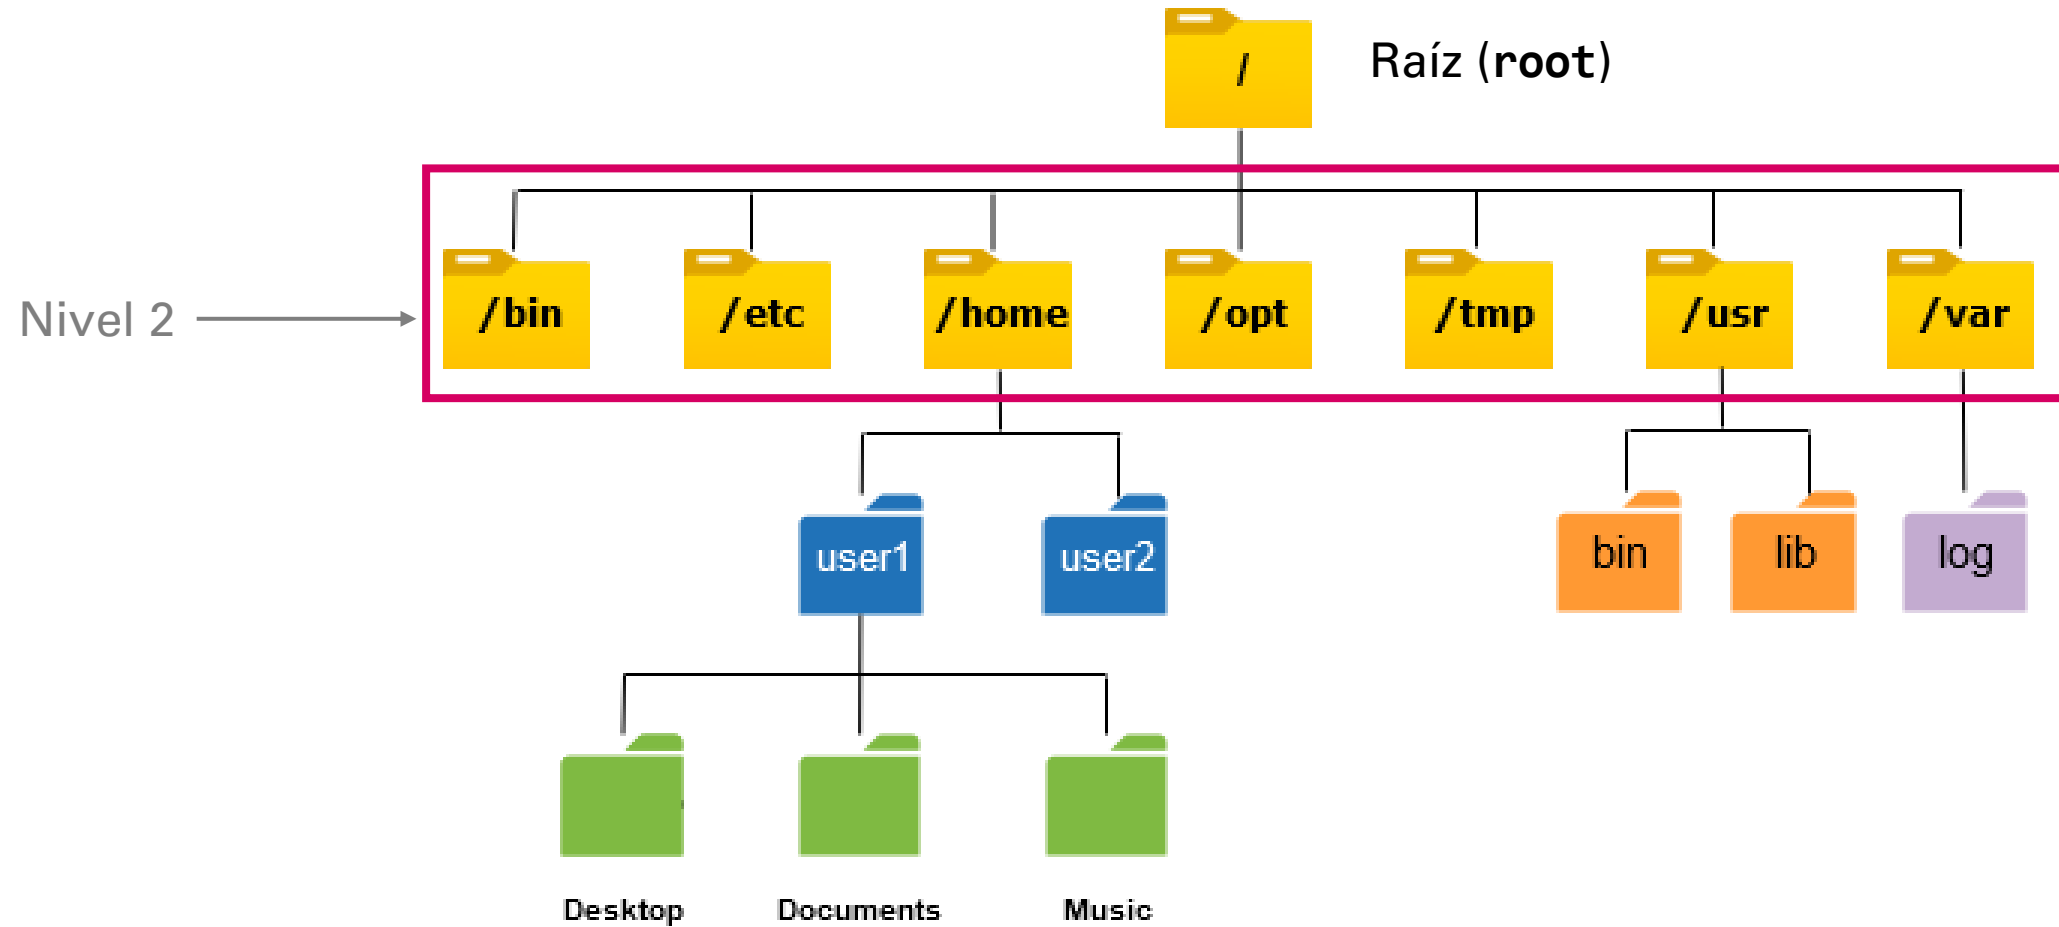 /
Raíz (root)
Nivel 2
/bin
/etc
/home
/opt
/tmp
/usr
/var
user1
user2
bin
lib
log
Desktop
Documents
Music